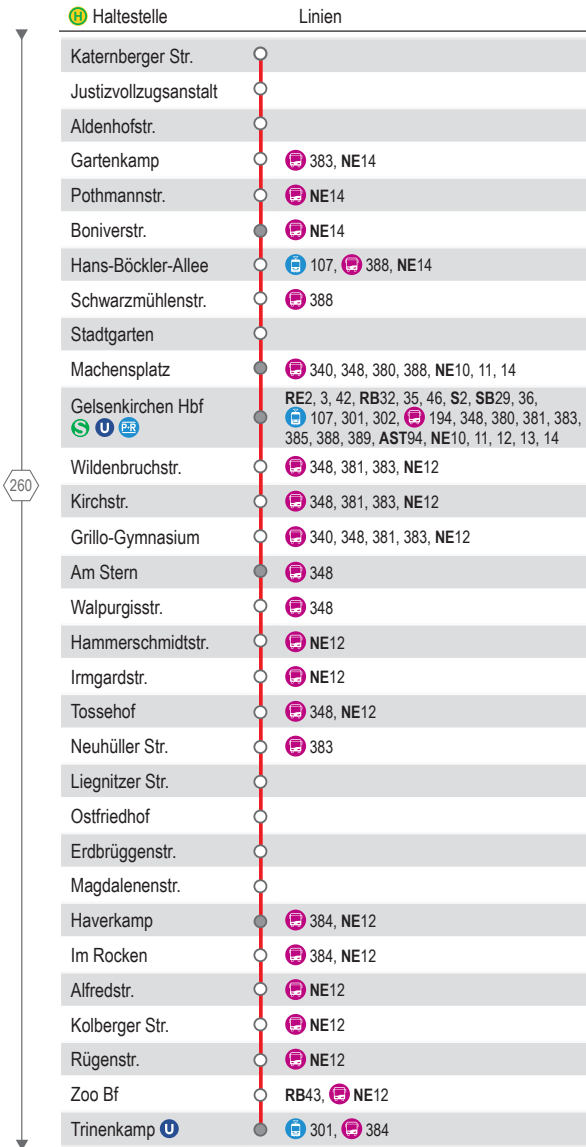 H Haltestelle Linien
Katernberger Str.
Justizvollzugsanstalt
Aldenhofstr.
Gartenkamp 383, NE14
Pothmannstr. NE14
Boniverstr. NE14
Hans-Böckler-Allee 107, 388, NE14
Schwarzmühlenstr. 388
Stadtgarten
Machensplatz 340, 348, 380, 388, NE10, 11, 14
Gelsenkirchen Hbf
S U P+R
RE2, 3, 42, RB32, 35, 46, S2, SB29, 36,
107, 301, 302, 194, 348, 380, 381, 383,
385, 388, 389, AST94, NE10, 11, 12, 13, 14
260
Wildenbruchstr. 348, 381, 383, NE12
Kirchstr. 348, 381, 383, NE12
Grillo-Gymnasium 340, 348, 381, 383, NE12
Am Stern 348
Walpurgisstr. 348
Hammerschmidtstr. NE12
Irmgardstr. NE12
Tossehof 348, NE12
Neuhüller Str. 383
Liegnitzer Str.
Ostfriedhof
Erdbrüggenstr.
Magdalenenstr.
Haverkamp 384, NE12
Im Rocken 384, NE12
Alfredstr. NE12
Kolberger Str. NE12
Rügenstr. NE12
Zoo Bf RB43, NE12
Trinenkamp U 301, 384